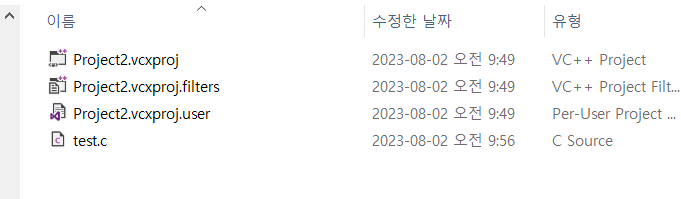 이름 수정한 날짜 유형
Project2.vcxproj 2023-08-02 오전 9:49 VC++ Project
Project2.vcxproj.filters 2023-08-02 오전 9:49 VC++ Project Filt...
Project2.vcxproj.user 2023-08-02 오전 9:49 Per-User Project ...
test.c 2023-08-02 오전 9:56 C Source